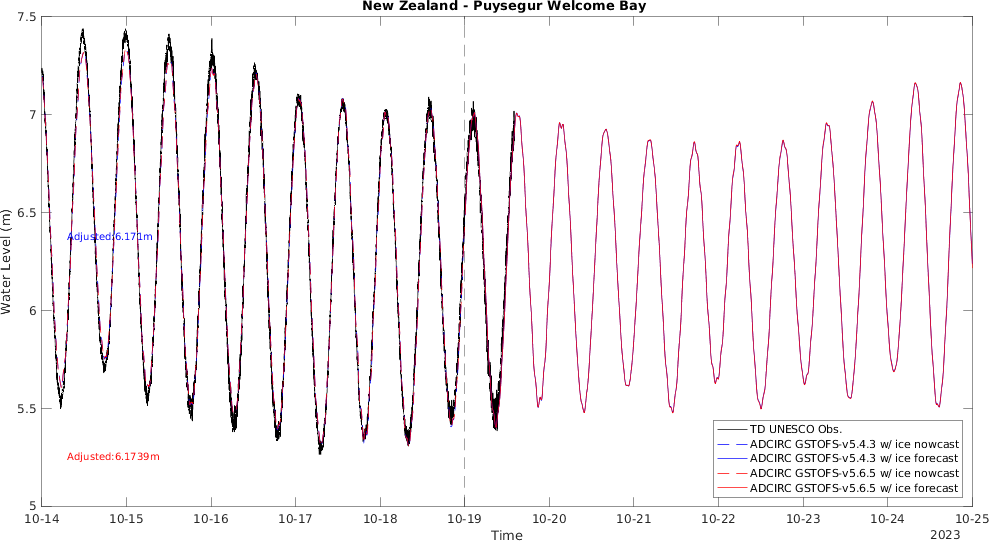 New Zealand - Puysegur Welcome Bay
Water Level (m)
7.5
7
6.5
6
5.5
5
Adjusted:6.171m
Adjusted:6.1739m
TD UNESCO Obs.
ADCIRC GSTOFS-v5.4.3 w/ ice nowcast
ADCIRC GSTOFS-v5.4.3 w/ ice forecast
ADCIRC GSTOFS-v5.6.5 w/ ice nowcast
ADCIRC GSTOFS-v5.6.5 w/ ice forecast
10-14 10-15 10-16 10-17 10-18 10-19 10-20 10-21 10-22 10-23 10-24 10-25
Time
2023